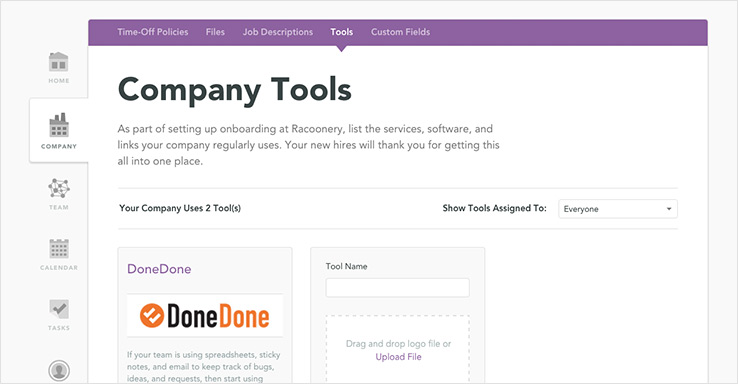 Time-Off Policies Files Job Descriptions Tools Custom Fields
HOME
COMPANY
TEAM
CALENDAR
TASKS
Company Tools
As part of setting up onboarding at Racoonery, list the services, software, and
links your company regularly uses. Your new hires will thank you for getting this
all into one place.
Your Company Uses 2 Tool(s)
Show Tools Assigned To: Everyone
DoneDone
DoneDone
If your team is using spreadsheets, sticky
notes, and email to keep track of bugs,
ideas, and requests, then start using
Tool Name
Drag and drop logo file or
Upload File